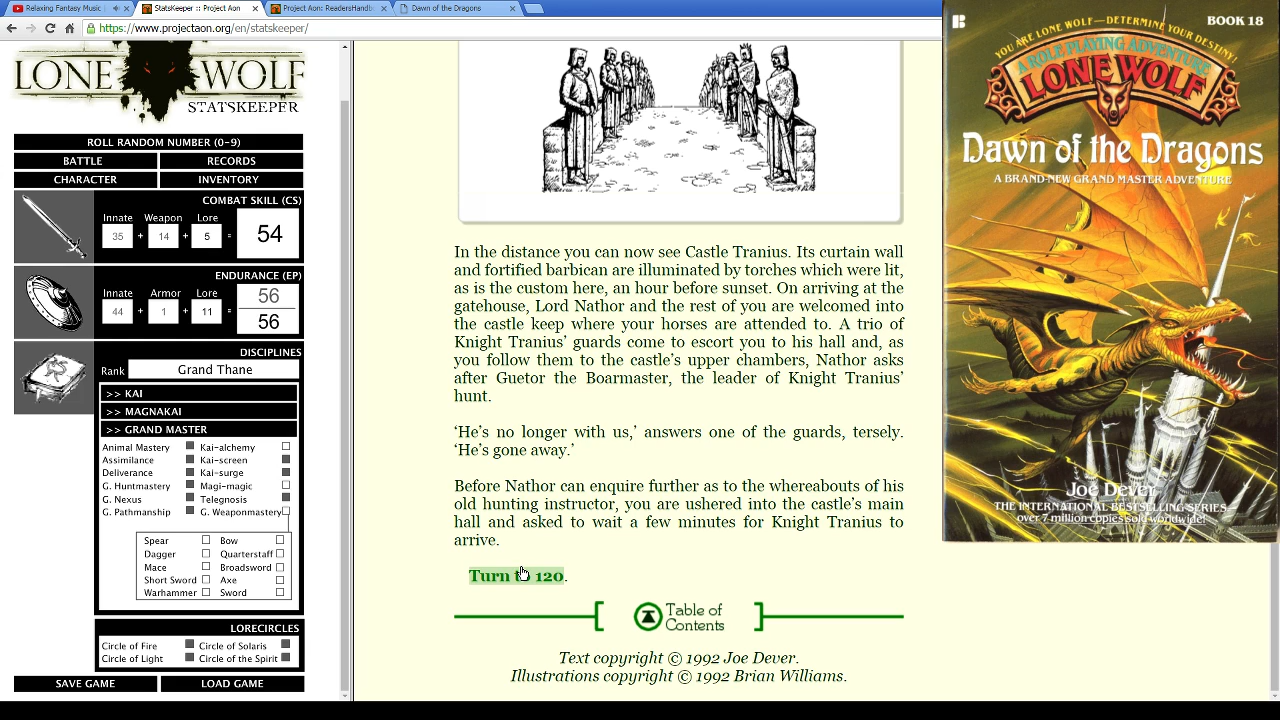 Relaxing Fantasy Music
StatsKeeper :: Project Aon
Project Aon: ReadersHandb
Dawn of the Dragons
https://www.projectaon.org/en/statskeeper/
LONE WOLF
STATSKEEPER
ROLL RANDOM NUMBER (0-9)
BATTLE RECORDS
CHARACTER INVENTORY
COMBAT SKILL (CS)
Innate Weapon Lore
35 + 14 + 5 = 54
ENDURANCE (EP)
Innate Armor Lore
56
44 + 1 + 11 = 56
DISCIPLINES
Rank Grand Thane
>> KAI
>> MAGNAKAI
>> GRAND MASTER
Animal Mastery Kai-alchemy
Assimilance Kai-screen
Deliverance Kai-surge
G. Huntmastery Magi-magic
G. Nexus Telegnosis
G. Pathmanship G. Weaponmastery
Spear Bow
Dagger Quarterstaff
Mace Broadsword
Short Sword Axe
Warhammer Sword
LORECIRCLES
Circle of Fire Circle of Solaris
Circle of Light Circle of the Spirit
SAVE GAME LOAD GAME
In the distance you can now see Castle Tranius. Its curtain wall
and fortified barbican are illuminated by torches which were lit,
as is the custom here, an hour before sunset. On arriving at the
gatehouse, Lord Nathor and the rest of you are welcomed into
the castle keep where your horses are attended to. A trio of
Knight Tranius’ guards come to escort you to his hall and, as
you follow them to the castle’s upper chambers, Nathor asks
after Guetor the Boarmaster, the leader of Knight Tranius’
hunt.
‘He’s no longer with us,’ answers one of the guards, tersely.
‘He’s gone away.’
Before Nathor can enquire further as to the whereabouts of his
old hunting instructor, you are ushered into the castle’s main
hall and asked to wait a few minutes for Knight Tranius to
arrive.
Turn to 120.
Table of
Contents
Text copyright © 1992 Joe Dever.
Illustrations copyright © 1992 Brian Williams.
B
BOOK 18
YOU ARE LONE WOLF—DETERMINE YOUR DESTINY!
A ROLE PLAYING ADVENTURE
LONE WOLF
Dawn of the Dragons
A BRAND-NEW GRAND MASTER ADVENTURE
Joe Dever
THE INTERNATIONAL BESTSELLING SERIES—
over 7 million copies sold worldwide!